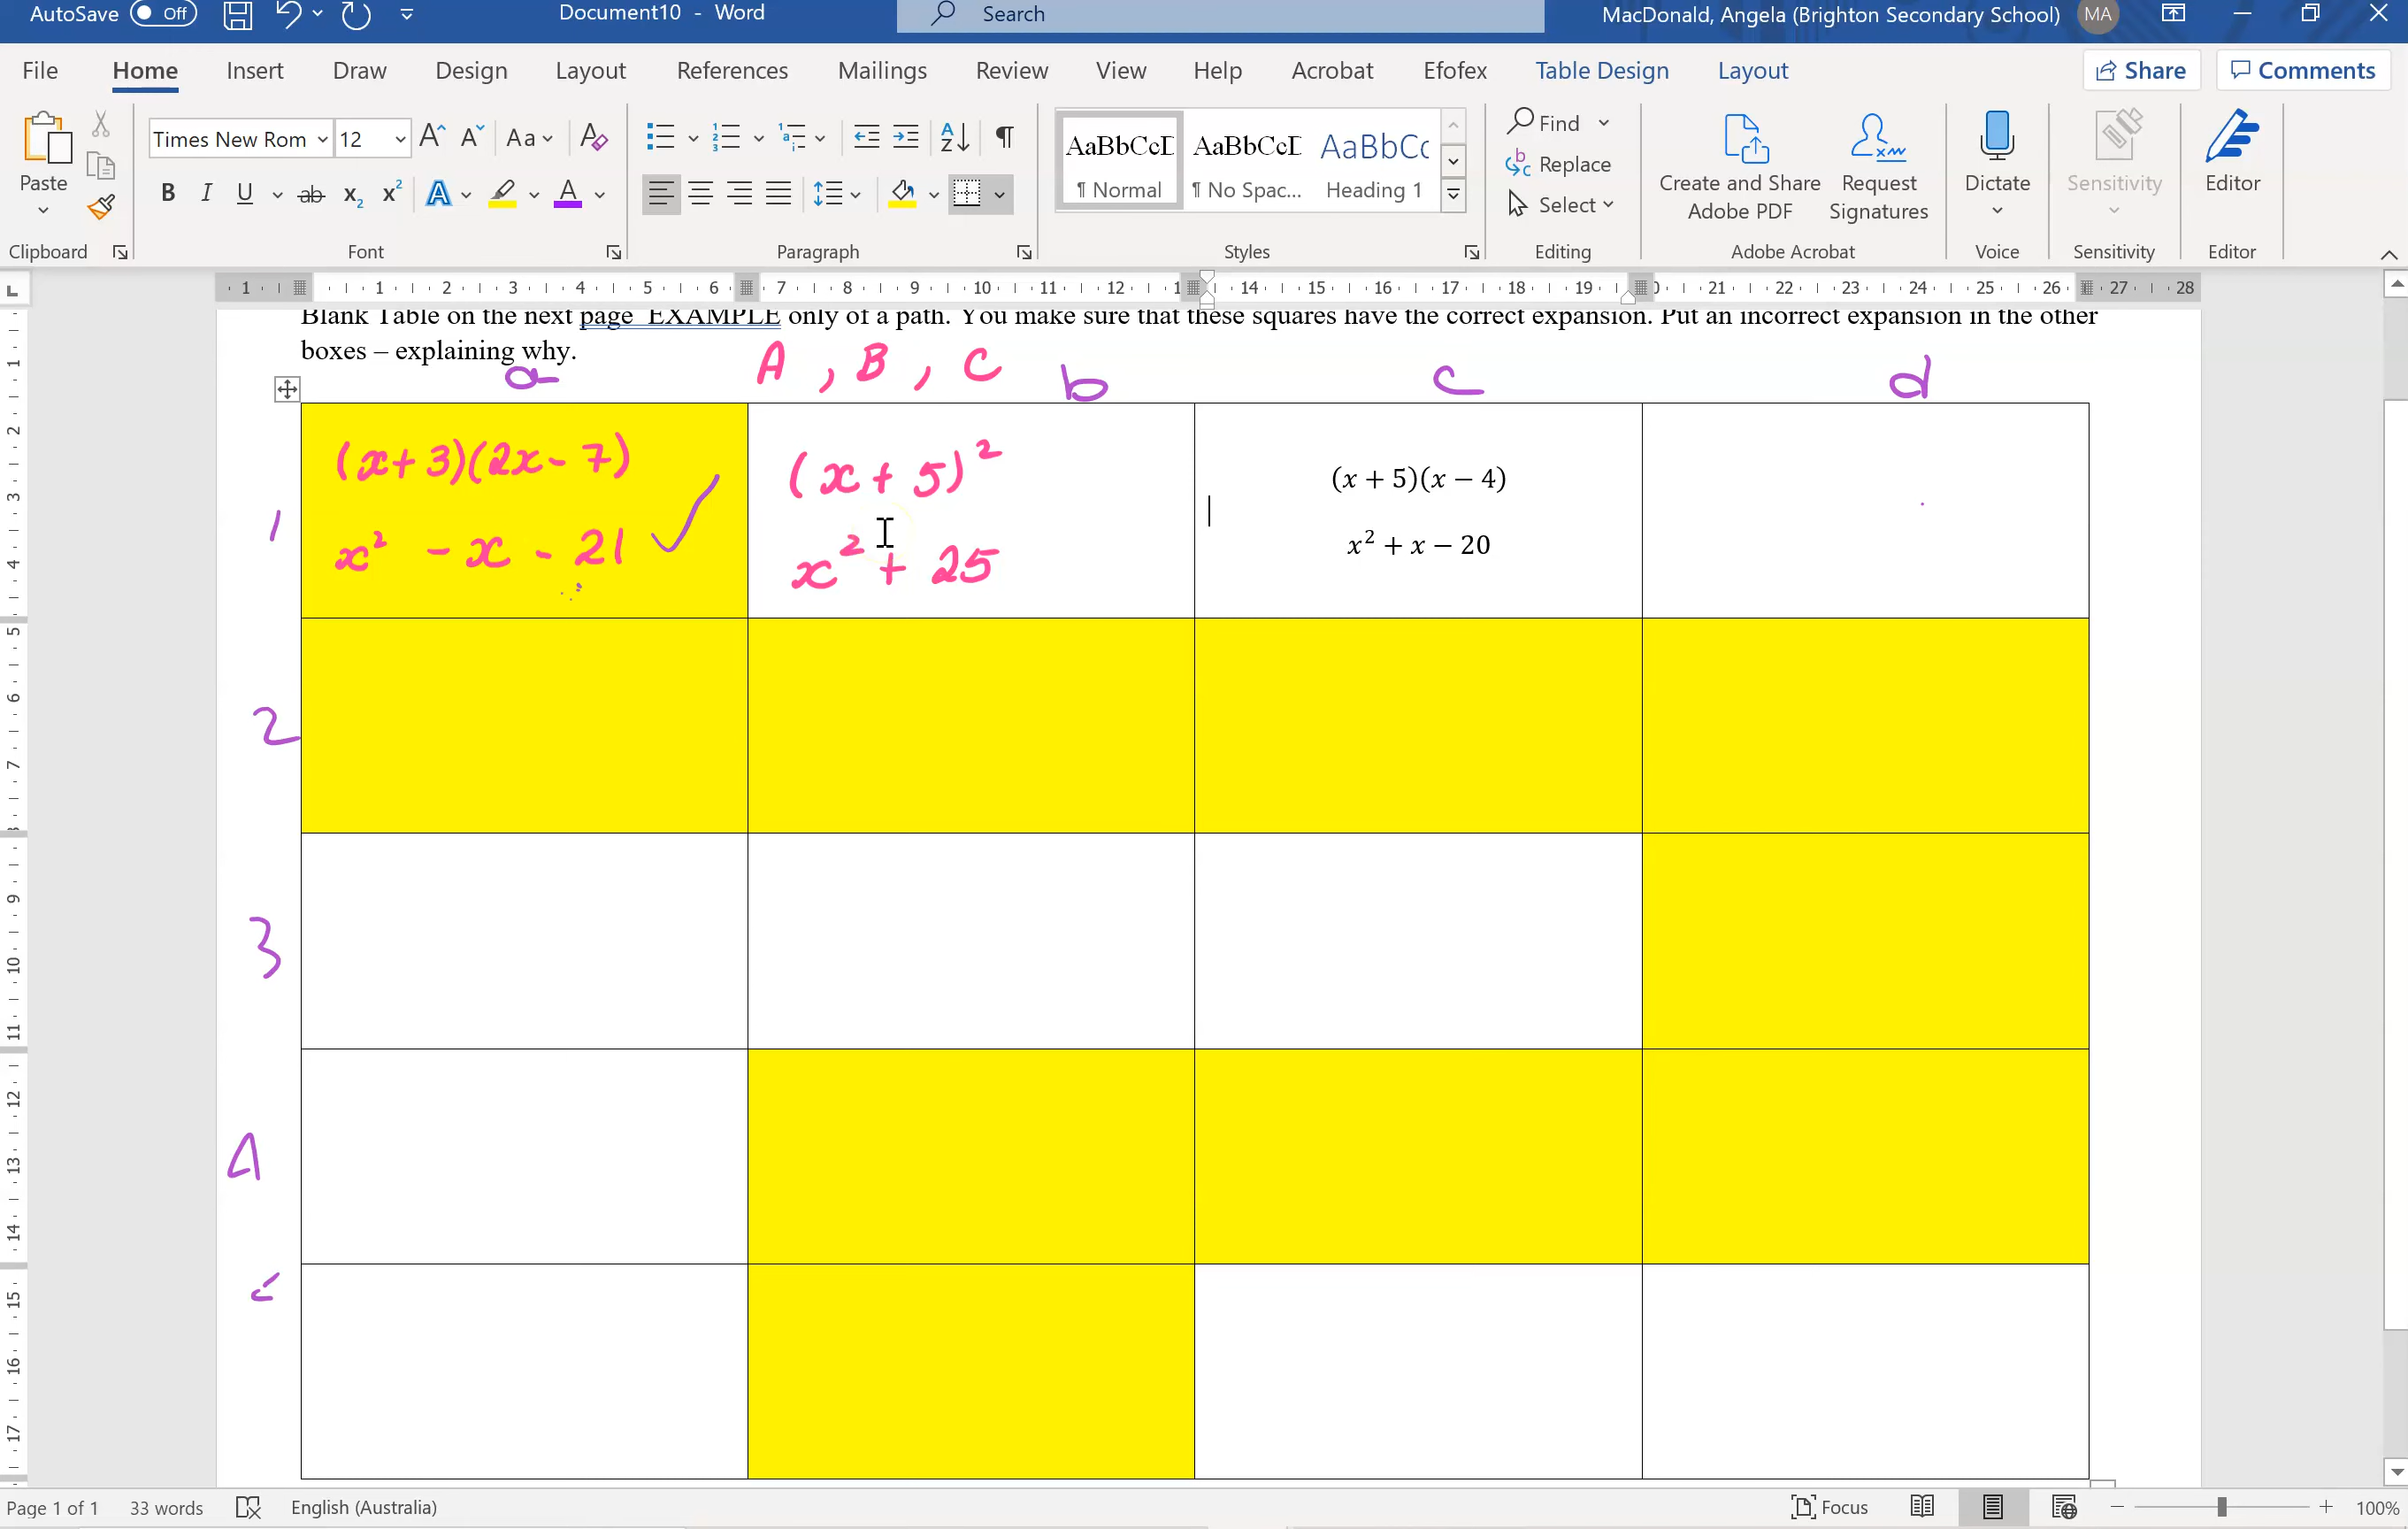 AutoSave Off Document10 - Word Search MacDonald, Angela (Brighton Secondary School) MA
File Home Insert Draw Design Layout References Mailings Review View Help Acrobat Efofex Table Design Layout Share Comments
Paste
Clipboard
Times New Rom 12
Font
Paragraph
AaBbCcD AaBbCcD AaBbCc
¶ Normal ¶ No Spac... Heading 1
Styles
Find
Replace
Select
Editing
Create and Share Adobe PDF
Request Signatures
Adobe Acrobat
Dictate
Voice
Sensitivity
Sensitivity
Editor
Editor
Blank Table on the next page EXAMPLE only of a path. You make sure that these squares have the correct expansion. Put an incorrect expansion in the other
boxes – explaining why.
A , B , C
a b c d
1
(x+3)(2x-7)
x² - x - 21 ✓
(x+5)²
x² + 25
(x + 5)(x − 4)
x² + x − 20
2
3
4
Page 1 of 1 33 words English (Australia) Focus 100%